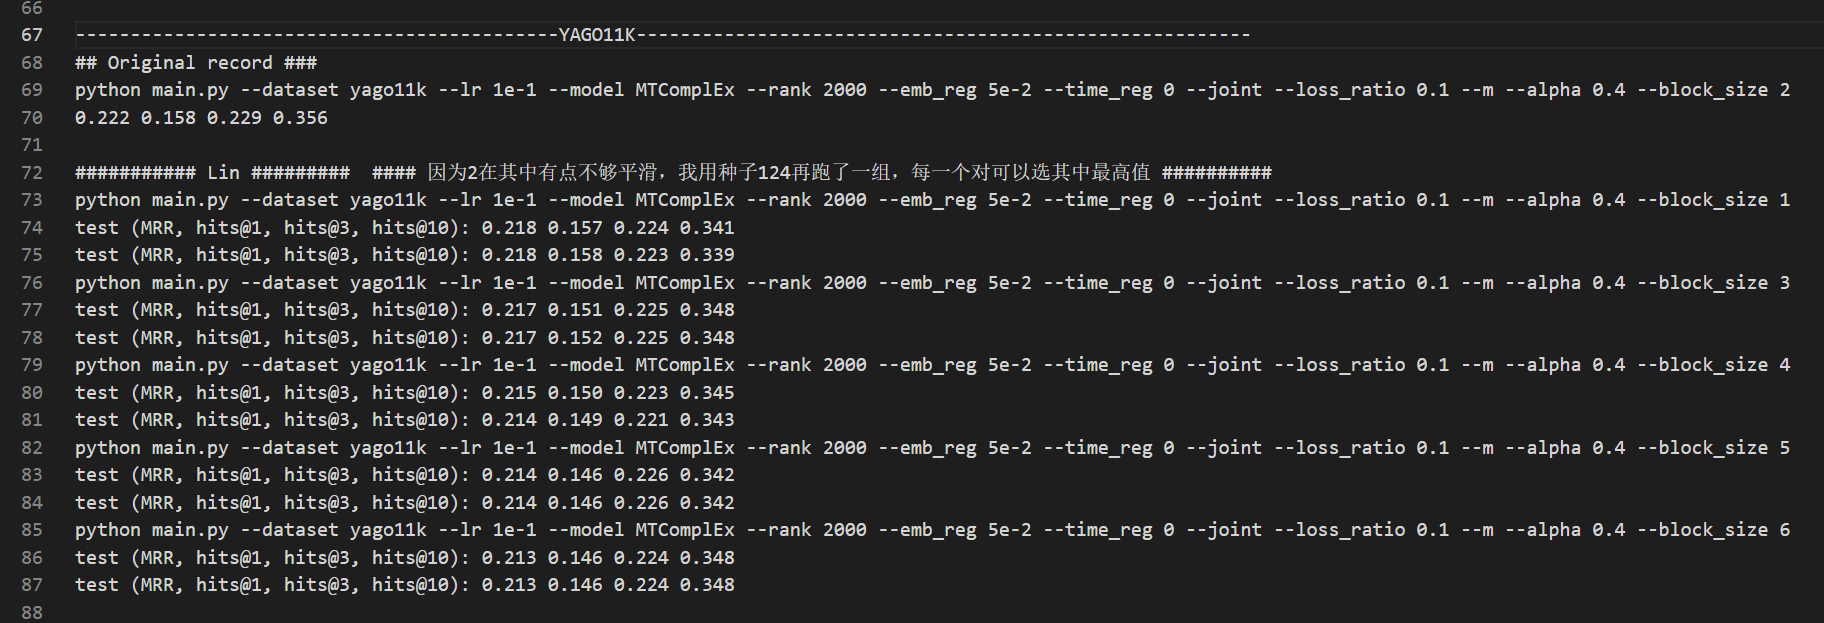 66
67 --------------------------------------------YAGO11K--------------------------------------------------------
68 ## Original record ###
69 python main.py --dataset yago11k --lr 1e-1 --model MTComplEx --rank 2000 --emb_reg 5e-2 --time_reg 0 --joint --loss_ratio 0.1 --m --alpha 0.4 --block_size 2
70 0.222 0.158 0.229 0.356
71
72 ########### Lin #########  #### 因为2在其中有点不够平滑，我用种子124再跑了一组，每一个对可以选其中最高值 ##########
73 python main.py --dataset yago11k --lr 1e-1 --model MTComplEx --rank 2000 --emb_reg 5e-2 --time_reg 0 --joint --loss_ratio 0.1 --m --alpha 0.4 --block_size 1
74 test (MRR, hits@1, hits@3, hits@10): 0.218 0.157 0.224 0.341
75 test (MRR, hits@1, hits@3, hits@10): 0.218 0.158 0.223 0.339
76 python main.py --dataset yago11k --lr 1e-1 --model MTComplEx --rank 2000 --emb_reg 5e-2 --time_reg 0 --joint --loss_ratio 0.1 --m --alpha 0.4 --block_size 3
77 test (MRR, hits@1, hits@3, hits@10): 0.217 0.151 0.225 0.348
78 test (MRR, hits@1, hits@3, hits@10): 0.217 0.152 0.225 0.348
79 python main.py --dataset yago11k --lr 1e-1 --model MTComplEx --rank 2000 --emb_reg 5e-2 --time_reg 0 --joint --loss_ratio 0.1 --m --alpha 0.4 --block_size 4
80 test (MRR, hits@1, hits@3, hits@10): 0.215 0.150 0.223 0.345
81 test (MRR, hits@1, hits@3, hits@10): 0.214 0.149 0.221 0.343
82 python main.py --dataset yago11k --lr 1e-1 --model MTComplEx --rank 2000 --emb_reg 5e-2 --time_reg 0 --joint --loss_ratio 0.1 --m --alpha 0.4 --block_size 5
83 test (MRR, hits@1, hits@3, hits@10): 0.214 0.146 0.226 0.342
84 test (MRR, hits@1, hits@3, hits@10): 0.214 0.146 0.226 0.342
85 python main.py --dataset yago11k --lr 1e-1 --model MTComplEx --rank 2000 --emb_reg 5e-2 --time_reg 0 --joint --loss_ratio 0.1 --m --alpha 0.4 --block_size 6
86 test (MRR, hits@1, hits@3, hits@10): 0.213 0.146 0.224 0.348
87 test (MRR, hits@1, hits@3, hits@10): 0.213 0.146 0.224 0.348
88